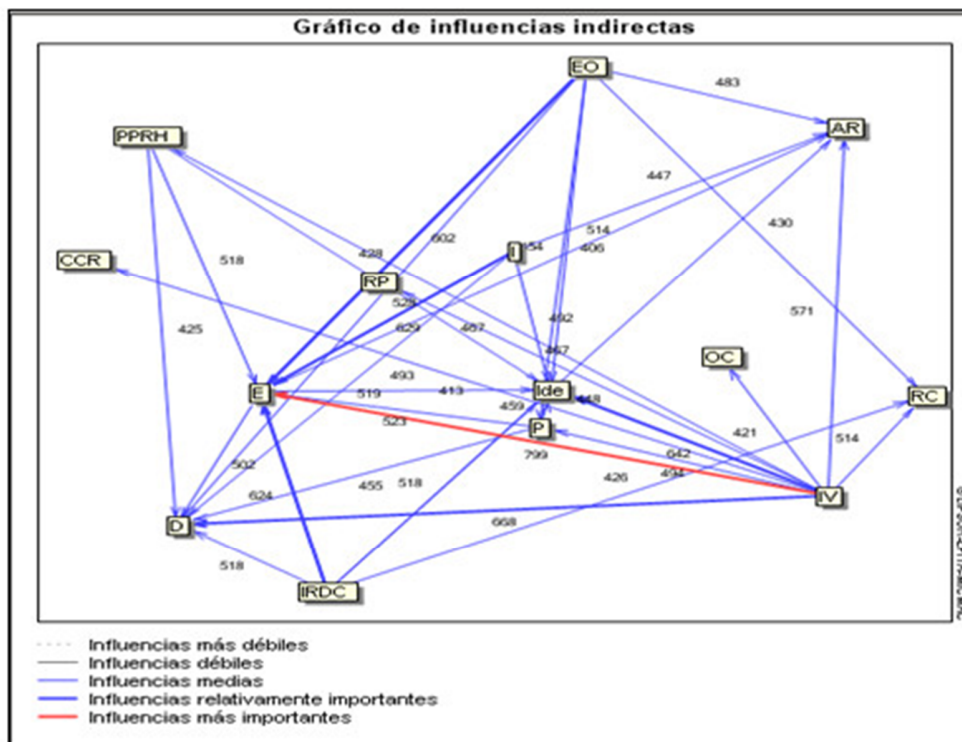 Gráfico de influencias indirectas
EO
483
AR
PPRH
447
430
602
514
406
CCR
518
428
I
RP
528
425
629
467
492
571
467
OC
493
E
519
413
Ide
418
RC
459
523
P
421
514
799
642
502
494
455
518
426
624
IV
D
668
518
IRDC
Influencias más débiles
Influencias débiles
Influencias medias
Influencias relativamente importantes
Influencias más importantes